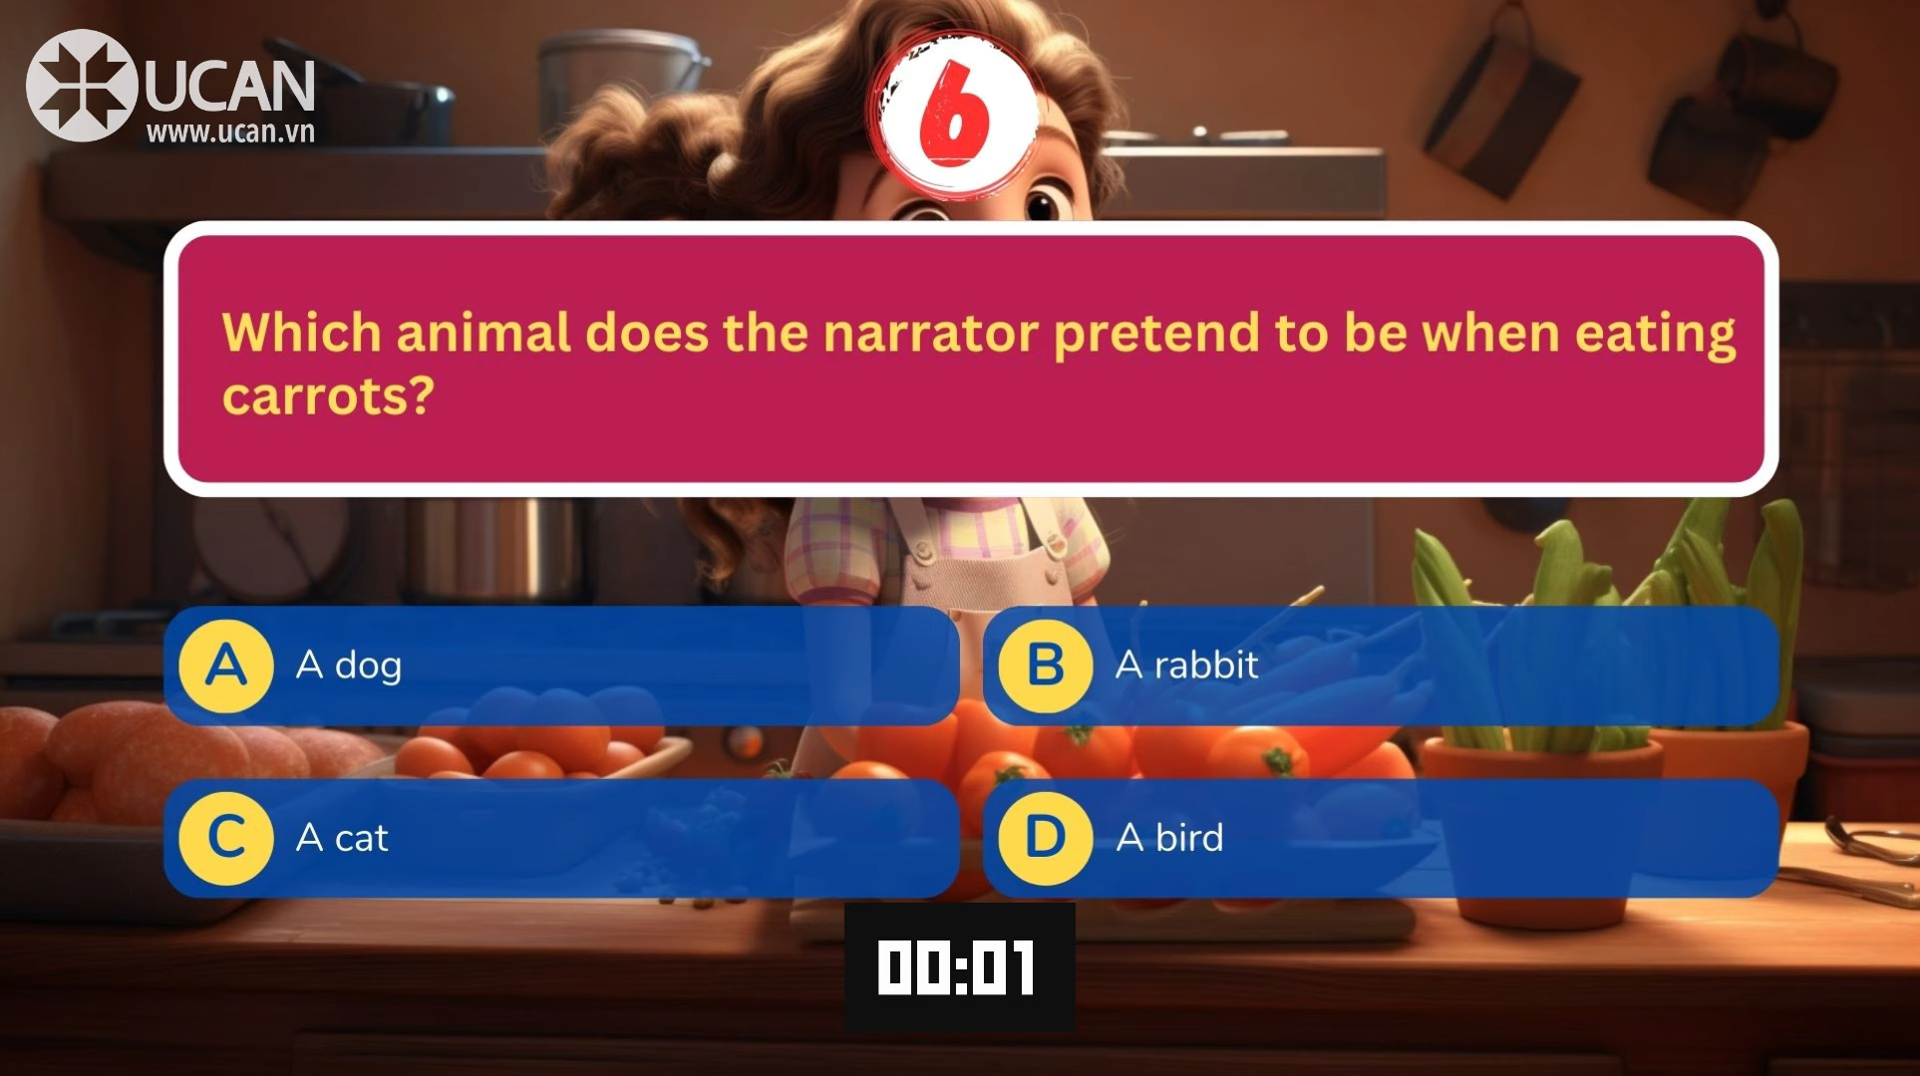 UCAN
www.ucan.vn
6
Which animal does the narrator pretend to be when eating
carrots?
A A dog
B A rabbit
C A cat
D A bird
00:01